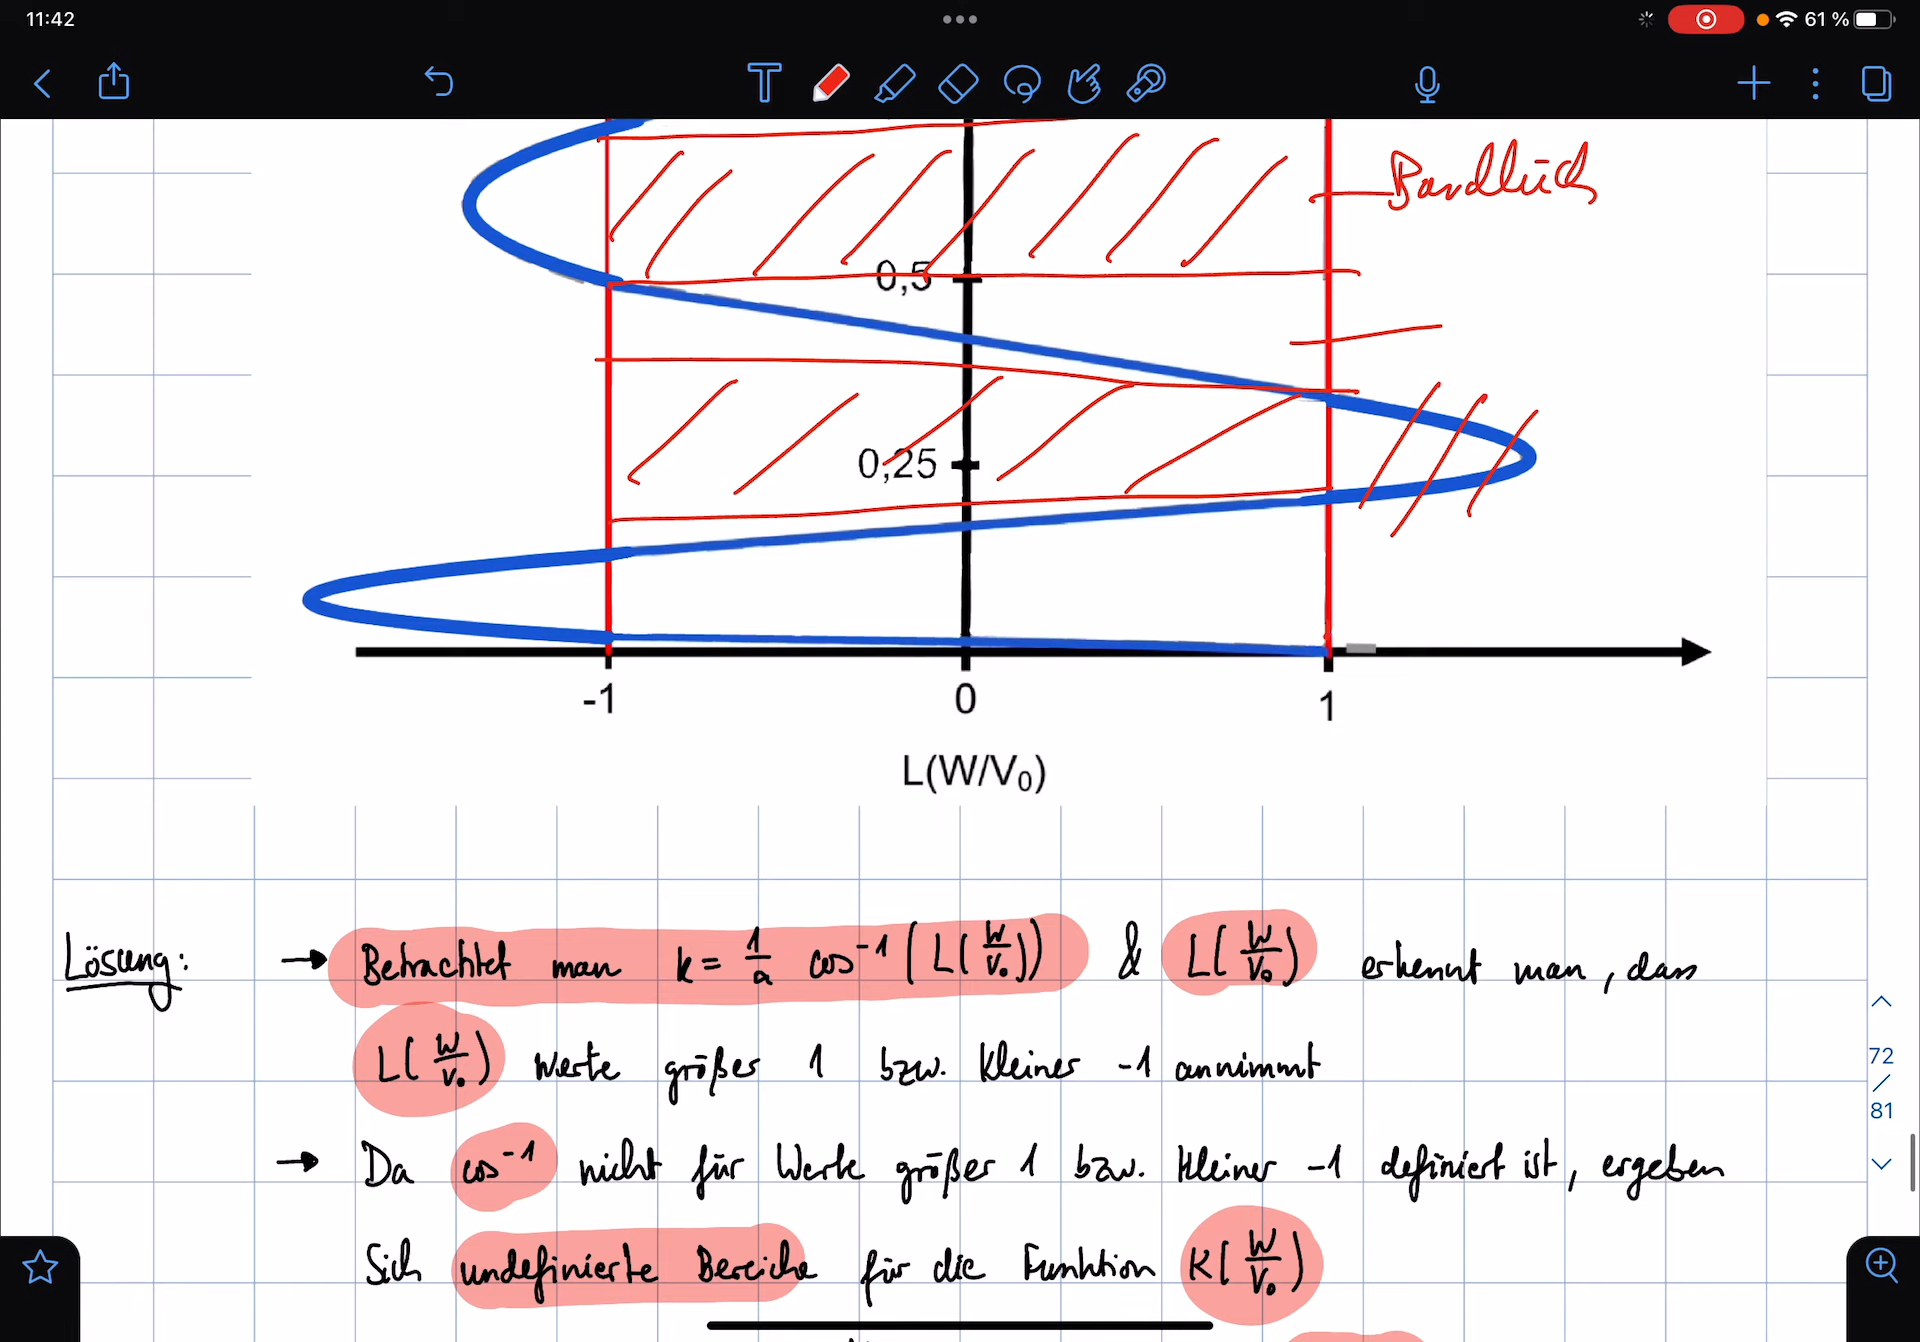 11:42
61 %
T
Bandlück
0,5
0,25
-1 0 1
L(W/V₀)
Lösung: → Betrachtet man k = 1/a cos⁻¹ (L(W/V₀)) & L(W/V₀) erkennt man, dass
L(W/V₀) Werte größer 1 bzw. kleiner -1 annimmt
→ Da cos⁻¹ nicht für Werte größer 1 bzw. kleiner -1 definiert ist, ergeben
Sich undefinierte Bereiche für die Funktion K(W/V₀)
72
/
81